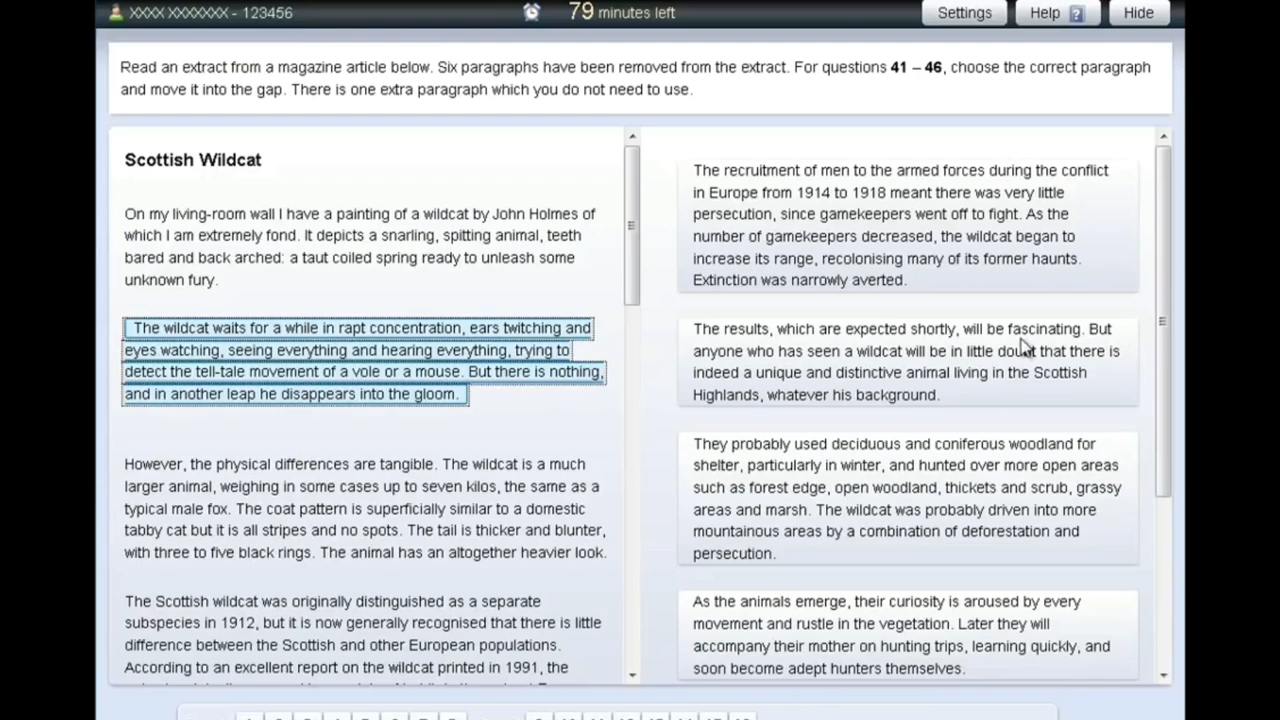 XXXX XXXXXXX - 123456
79 minutes left
Settings
Help ?
Hide
Read an extract from a magazine article below. Six paragraphs have been removed from the extract. For questions 41 – 46, choose the correct paragraph
and move it into the gap. There is one extra paragraph which you do not need to use.
Scottish Wildcat
On my living-room wall I have a painting of a wildcat by John Holmes of
which I am extremely fond. It depicts a snarling, spitting animal, teeth
bared and back arched: a taut coiled spring ready to unleash some
unknown fury.
The wildcat waits for a while in rapt concentration, ears twitching and
eyes watching, seeing everything and hearing everything, trying to
detect the tell-tale movement of a vole or a mouse. But there is nothing,
and in another leap he disappears into the gloom.
However, the physical differences are tangible. The wildcat is a much
larger animal, weighing in some cases up to seven kilos, the same as a
typical male fox. The coat pattern is superficially similar to a domestic
tabby cat but it is all stripes and no spots. The tail is thicker and blunter,
with three to five black rings. The animal has an altogether heavier look.
The Scottish wildcat was originally distinguished as a separate
subspecies in 1912, but it is now generally recognised that there is little
difference between the Scottish and other European populations.
According to an excellent report on the wildcat printed in 1991, the
The recruitment of men to the armed forces during the conflict
in Europe from 1914 to 1918 meant there was very little
persecution, since gamekeepers went off to fight. As the
number of gamekeepers decreased, the wildcat began to
increase its range, recolonising many of its former haunts.
Extinction was narrowly averted.
The results, which are expected shortly, will be fascinating. But
anyone who has seen a wildcat will be in little doubt that there is
indeed a unique and distinctive animal living in the Scottish
Highlands, whatever his background.
They probably used deciduous and coniferous woodland for
shelter, particularly in winter, and hunted over more open areas
such as forest edge, open woodland, thickets and scrub, grassy
areas and marsh. The wildcat was probably driven into more
mountainous areas by a combination of deforestation and
persecution.
As the animals emerge, their curiosity is aroused by every
movement and rustle in the vegetation. Later they will
accompany their mother on hunting trips, learning quickly, and
soon become adept hunters themselves.